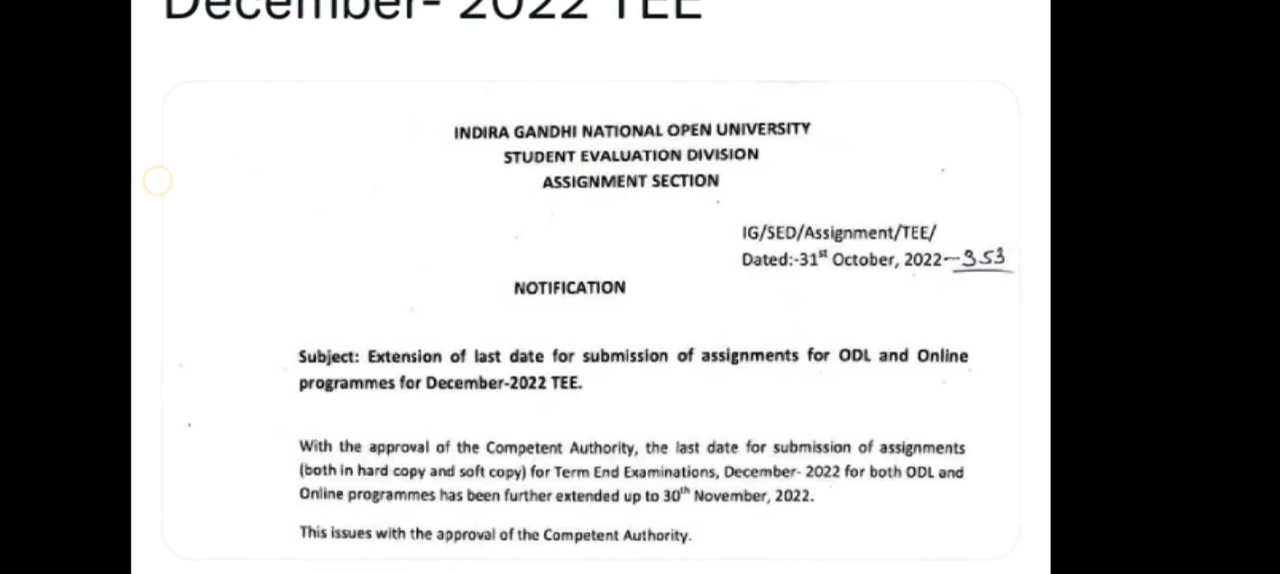 December- 2022 TEE
INDIRA GANDHI NATIONAL OPEN UNIVERSITY
STUDENT EVALUATION DIVISION
ASSIGNMENT SECTION
IG/SED/Assignment/TEE/
Dated:-31st October, 2022-353
NOTIFICATION
Subject: Extension of last date for submission of assignments for ODL and Online
programmes for December-2022 TEE.
With the approval of the Competent Authority, the last date for submission of assignments
(both in hard copy and soft copy) for Term End Examinations, December- 2022 for both ODL and
Online programmes has been further extended up to 30th November, 2022.
This issues with the approval of the Competent Authority.